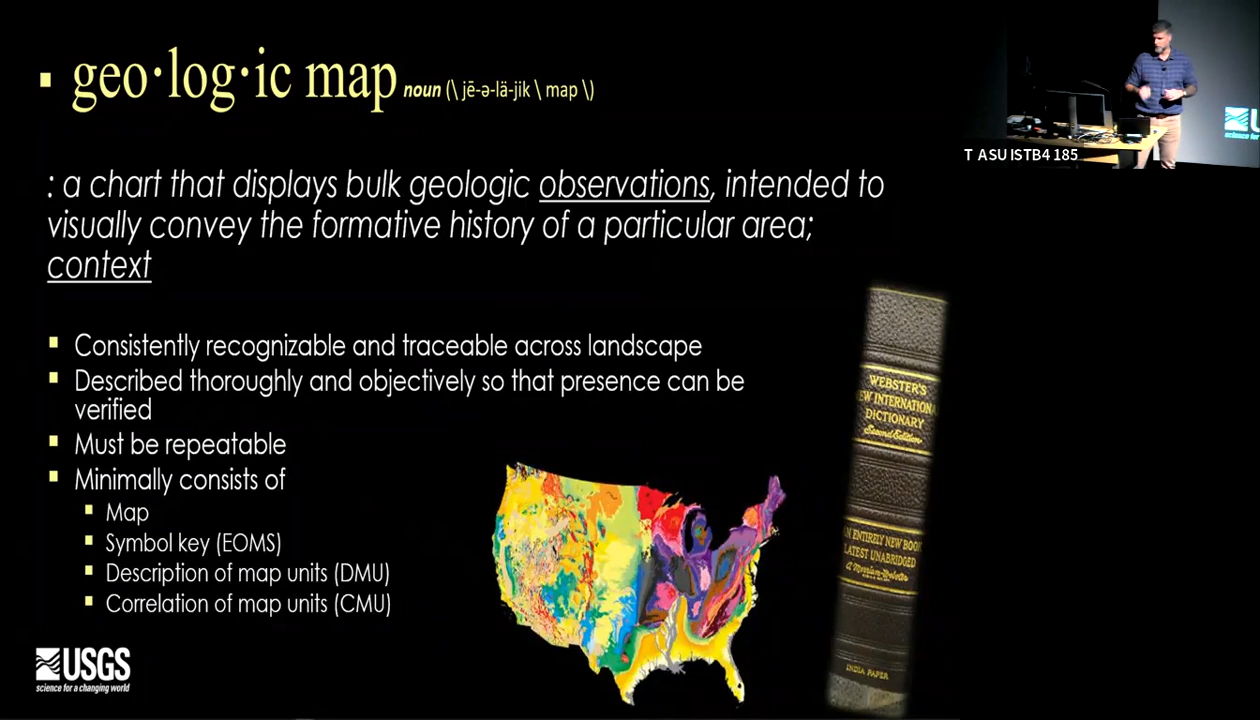 ▪ geo·log·ic map noun (\ jē-ə-lä-jik \ map \)
T ASU ISTB4 185
: a chart that displays bulk geologic observations, intended to
visually convey the formative history of a particular area;
context
▪ Consistently recognizable and traceable across landscape
▪ Described thoroughly and objectively so that presence can be
verified
▪ Must be repeatable
▪ Minimally consists of
▪ Map
▪ Symbol key (EOMS)
▪ Description of map units (DMU)
▪ Correlation of map units (CMU)
WEBSTER'S
INTERNATION
DICTIONARY
Second Edition
AN ENTIRELY NEW BOOK
LATEST UNABRIDGED
A Merriam-Webster
INDIA PAPER
USGS
science for a changing world